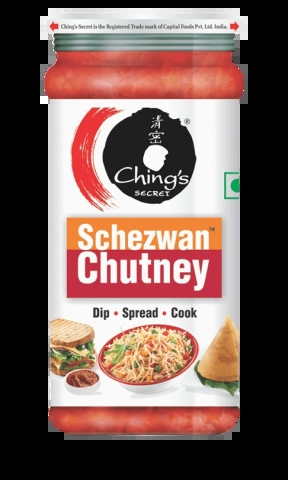 Ching's Secret is the Registered Trade mark of Capital Foods Pvt. Ltd. India.
清
密
®
Ching's
SECRET
Schezwan™
Chutney
Dip • Spread • Cook